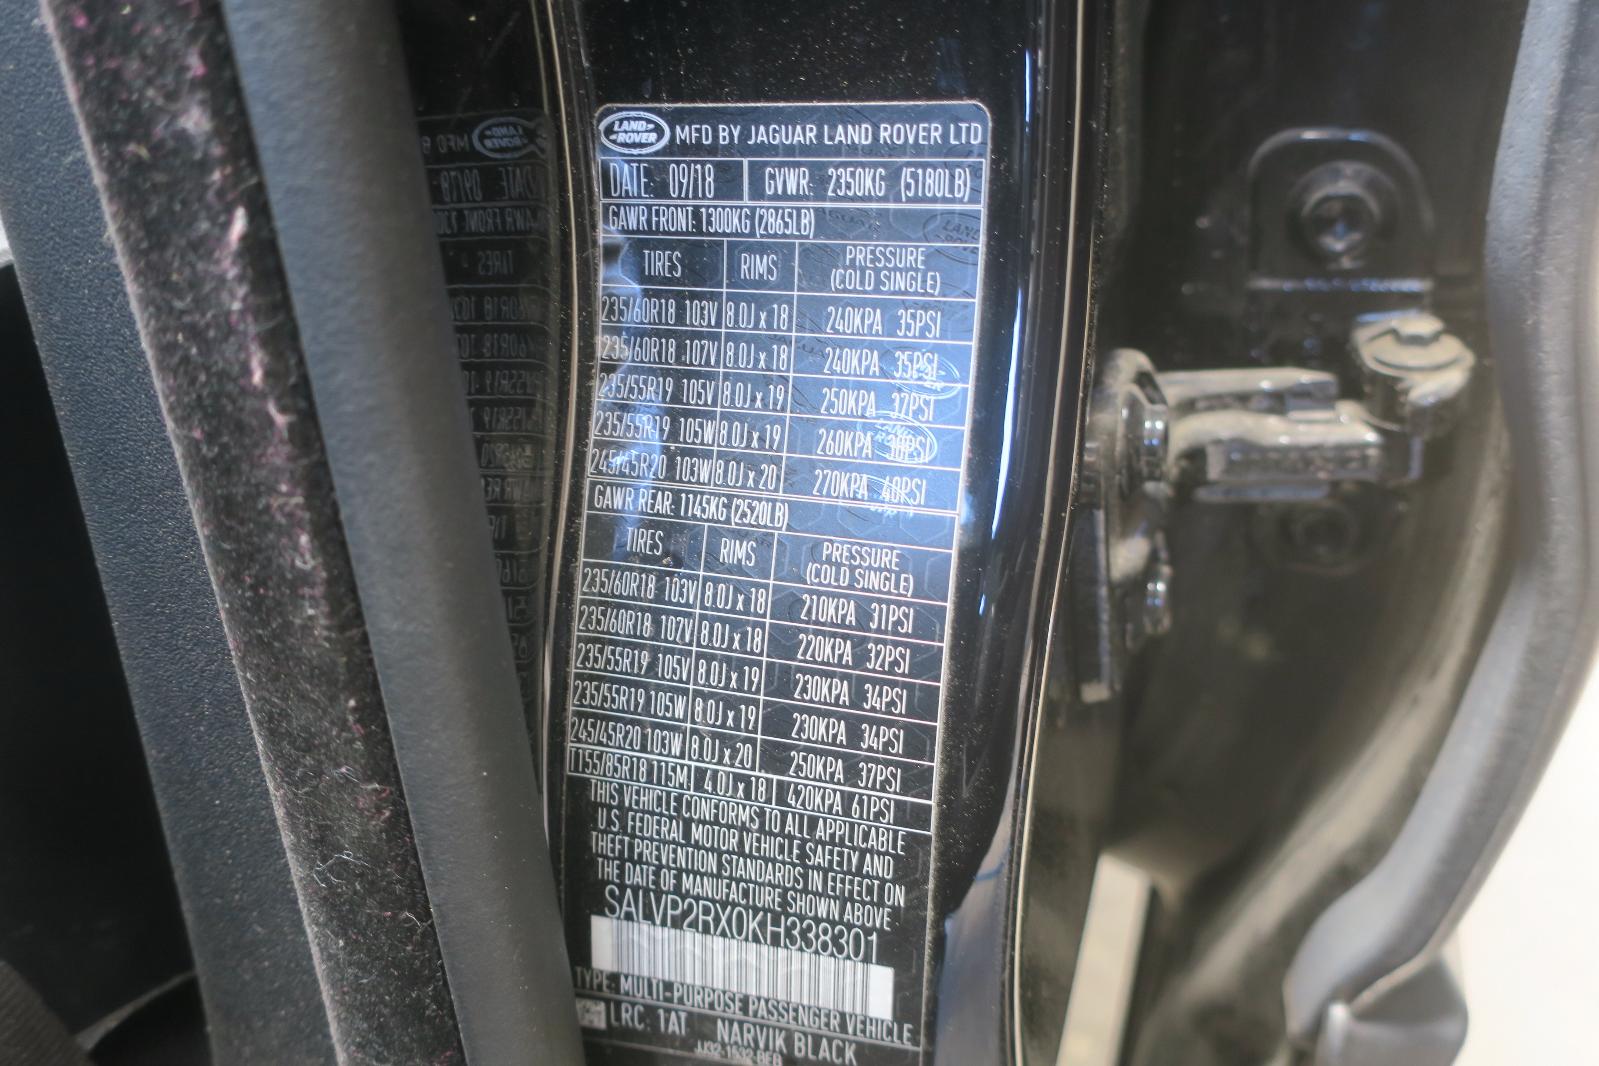 LAND ROVER MFD BY JAGUAR LAND ROVER LTD
DATE: 09/18 GVWR: 2350KG (5180LB)
GAWR FRONT: 1300KG (2865LB)
TIRES RIMS PRESSURE (COLD SINGLE)
235/60R18 103V 8.0J x 18 240KPA 35PSI
235/60R18 107V 8.0J x 18 240KPA 35PSI
235/55R19 105V 8.0J x 19 250KPA 37PSI
235/55R19 105W 8.0J x 19 260KPA 38PSI
245/45R20 103W 8.0J x 20 270KPA 40PSI
GAWR REAR: 1145KG (2520LB)
TIRES RIMS PRESSURE (COLD SINGLE)
235/60R18 103V 8.0J x 18 210KPA 31PSI
235/60R18 107V 8.0J x 18 220KPA 32PSI
235/55R19 105V 8.0J x 19 230KPA 34PSI
235/55R19 105W 8.0J x 19 230KPA 34PSI
245/45R20 103W 8.0J x 20 250KPA 37PSI
T155/85R18 115M 4.0J x 18 420KPA 61PSI
THIS VEHICLE CONFORMS TO ALL APPLICABLE
U.S. FEDERAL MOTOR VEHICLE SAFETY AND
THEFT PREVENTION STANDARDS IN EFFECT ON
THE DATE OF MANUFACTURE SHOWN ABOVE
SALVP2RX0KH338301
TYPE: MULTI-PURPOSE PASSENGER VEHICLE
LRC: 1AT NARVIK BLACK